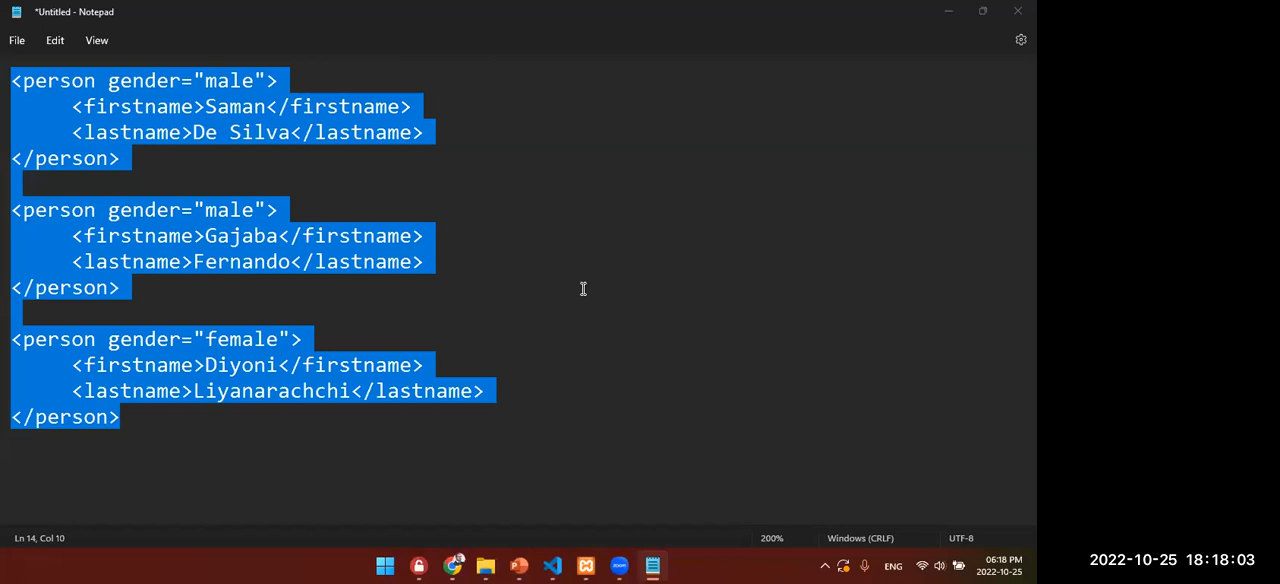 *Untitled - Notepad
File Edit View
<person gender="male">
<firstname>Saman</firstname>
<lastname>De Silva</lastname>
</person>
<person gender="male">
<firstname>Gajaba</firstname>
<lastname>Fernando</lastname>
</person>
<person gender="female">
<firstname>Diyoni</firstname>
<lastname>Liyanarachchi</lastname>
</person>
Ln 14, Col 10 200% Windows (CRLF) UTF-8
zoom ENG 06:18 PM
2022-10-25
2022-10-25 18:18:03